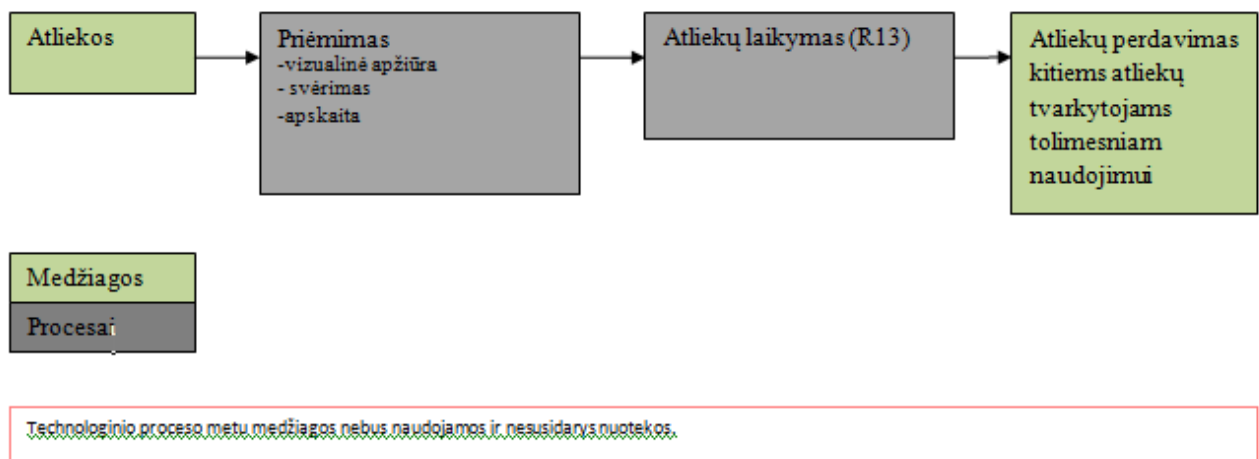 Atliekos
Priėmimas
-vizualinė apžiūra
- svėrimas
-apskaita
Atliekų laikymas (R13)
Atliekų perdavimas
kitiems atliekų
tvarkytojams
tolimesniam
naudojimui
Medžiagos
Procesai
Technologinio proceso metu medžiagos nebus naudojamos ir nesusidarys nuotekos.